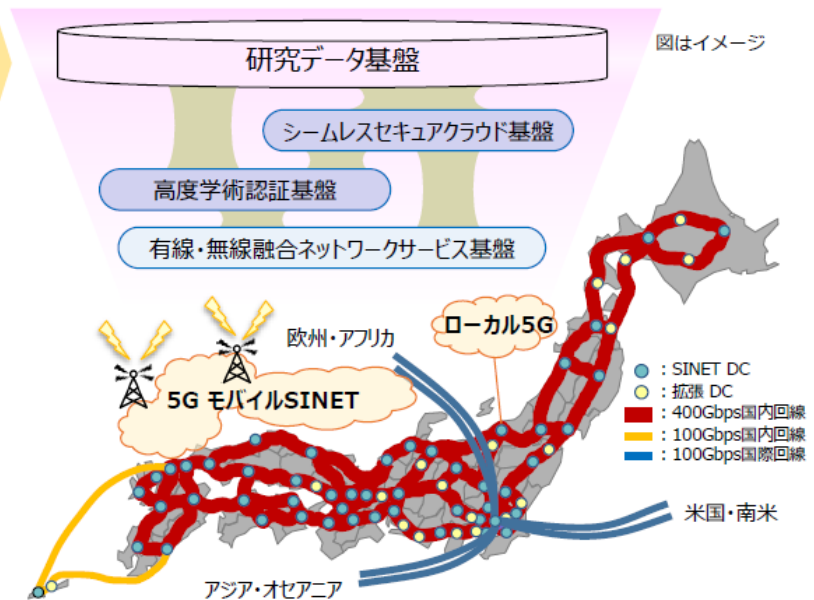 研究データ基盤
図はイメージ
シームレスセキュアクラウド基盤
高度学術認証基盤
有線・無線融合ネットワークサービス基盤
欧州・アフリカ
ローカル5G
5G モバイルSINET
：SINET DC
：拡張 DC
：400Gbps国内回線
：100Gbps国内回線
：100Gbps国際回線
米国・南米
アジア・オセアニア